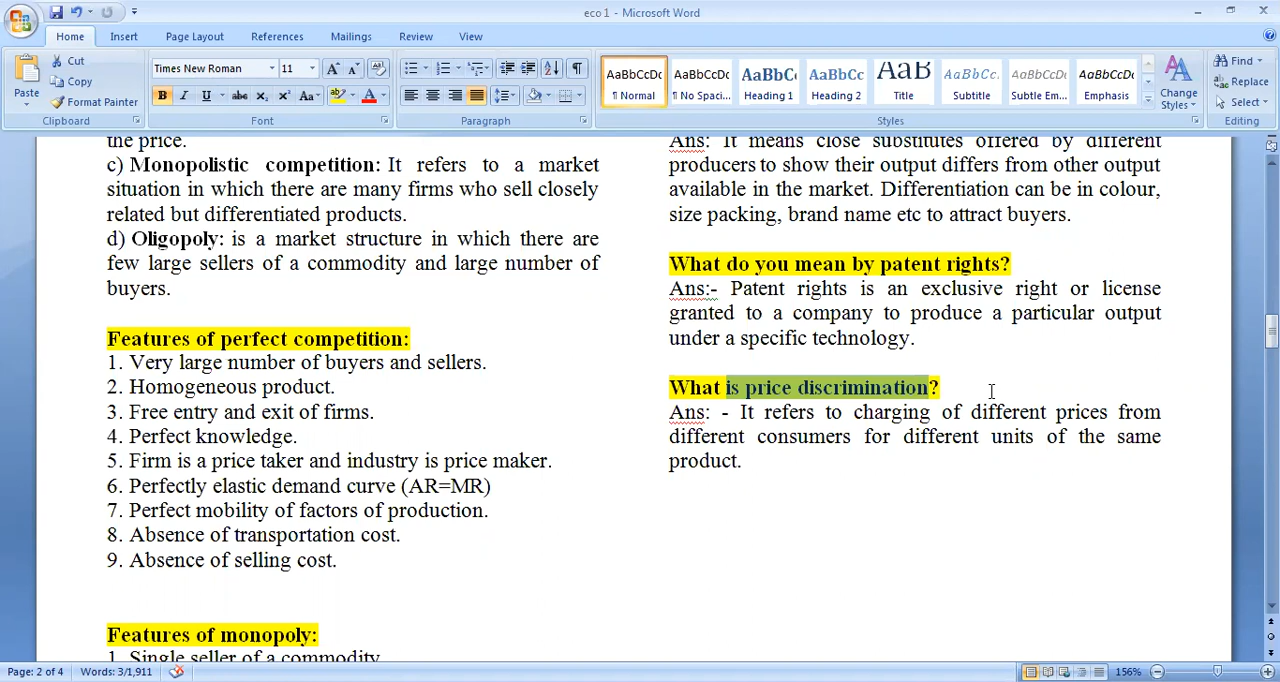 eco 1 - Microsoft Word
Home Insert Page Layout References Mailings Review View
Paste
Cut
Copy
Format Painter
Clipboard
Times New Roman 11
Font
Paragraph
AaBbCcDc AaBbCcDc AaBbC AaBbCc AaB AaBbCc. AaBbCcDc AaBbCcDc
¶ Normal ¶ No Spaci... Heading 1 Heading 2 Title Subtitle Subtle Em... Emphasis
Styles
Change Styles
Find
Replace
Select
Editing
the price.
c) Monopolistic competition: It refers to a market
situation in which there are many firms who sell closely
related but differentiated products.
d) Oligopoly: is a market structure in which there are
few large sellers of a commodity and large number of
buyers.
Features of perfect competition:
1. Very large number of buyers and sellers.
2. Homogeneous product.
3. Free entry and exit of firms.
4. Perfect knowledge.
5. Firm is a price taker and industry is price maker.
6. Perfectly elastic demand curve (AR=MR)
7. Perfect mobility of factors of production.
8. Absence of transportation cost.
9. Absence of selling cost.
Features of monopoly:
1. Single seller of a commodity
Ans: It means close substitutes offered by different
producers to show their output differs from other output
available in the market. Differentiation can be in colour,
size packing, brand name etc to attract buyers.
What do you mean by patent rights?
Ans:- Patent rights is an exclusive right or license
granted to a company to produce a particular output
under a specific technology.
What is price discrimination?
Ans: - It refers to charging of different prices from
different consumers for different units of the same
product.
Page: 2 of 4 Words: 3/1,911
156%